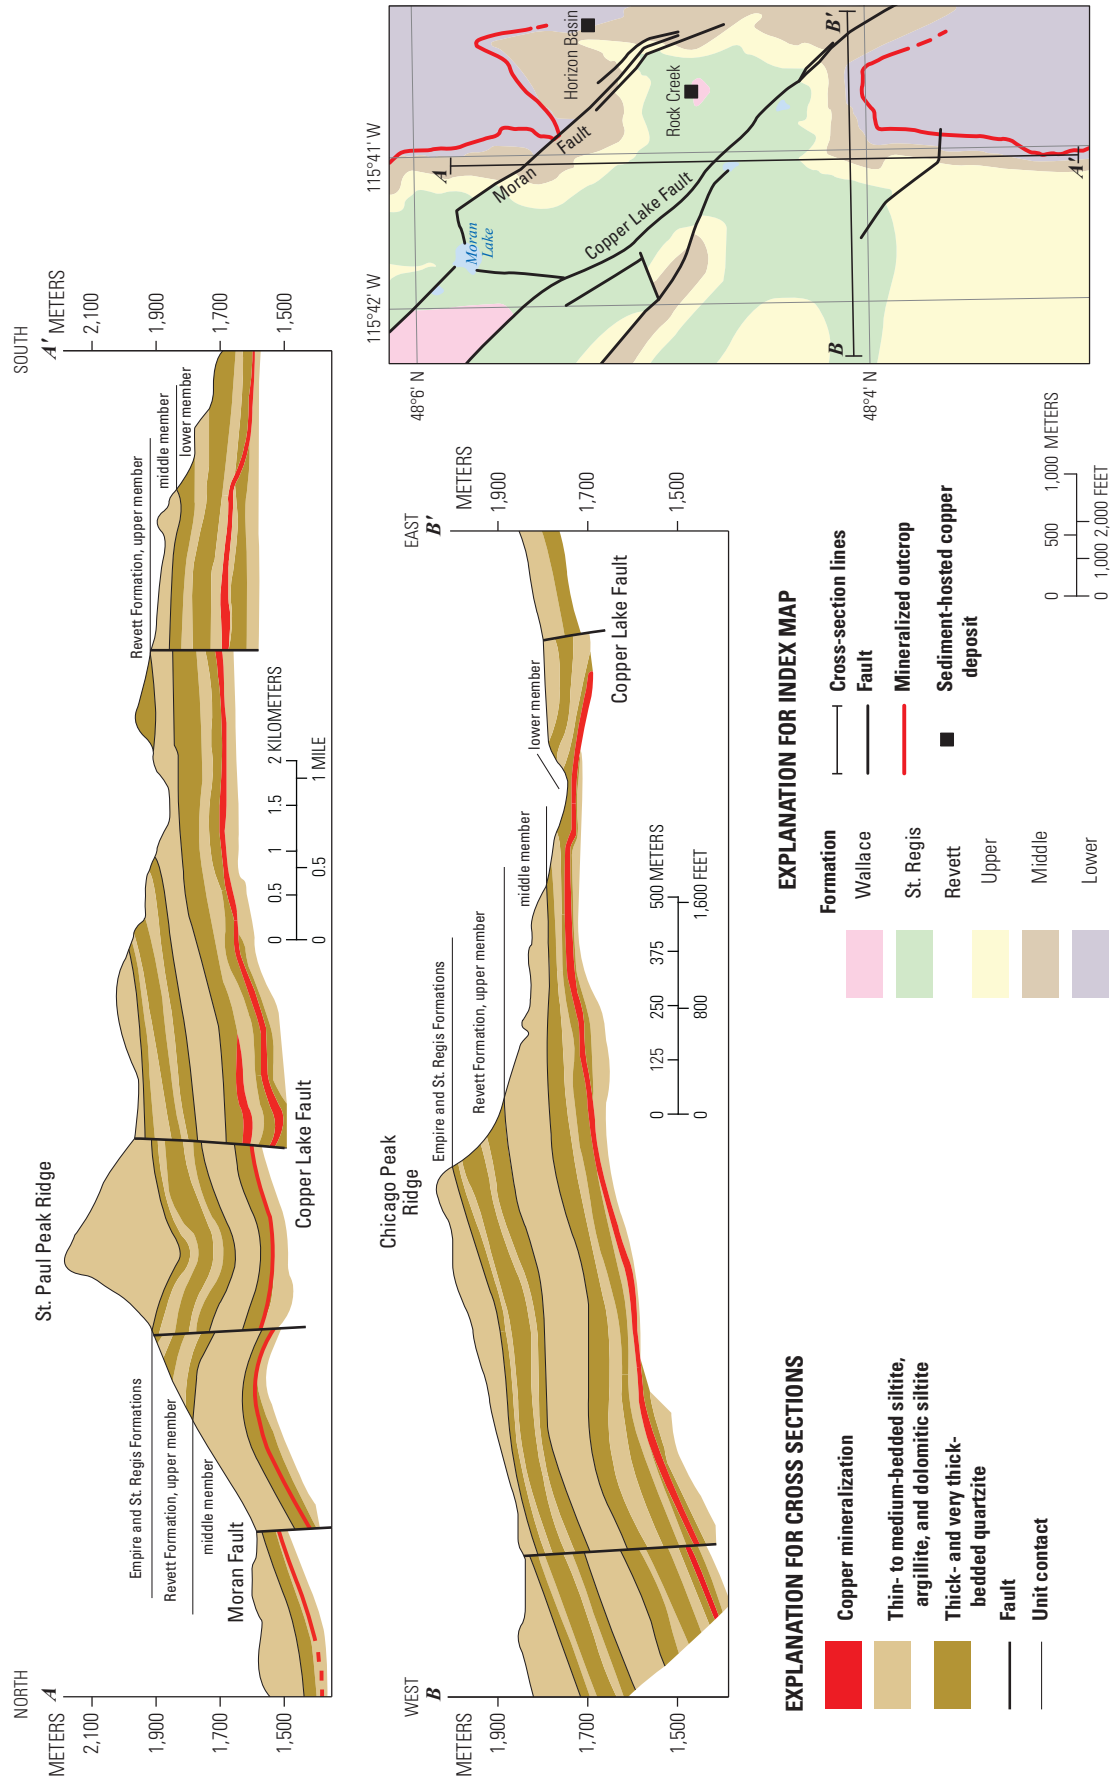 NORTH
SOUTH
A
A′
METERS
METERS
2,100
1,900
1,700
1,500
2,100
1,900
1,700
1,500
St. Paul Peak Ridge
Empire and St. Regis Formations
Revett Formation, upper member
middle member
Moran Fault
Copper Lake Fault
Revett Formation, upper member
middle member
lower member
0 0.5 1 1.5 2 KILOMETERS
0 0.5 1 MILE
WEST
EAST
B
B′
METERS
METERS
1,900
1,700
1,500
1,900
1,700
1,500
Chicago Peak
Ridge
Empire and St. Regis Formations
Revett Formation, upper member
middle member
lower member
Copper Lake Fault
0 125 250 375 500 METERS
0 800 1,600 FEET
115°42' W
115°41' W
48°6' N
48°4' N
A
A′
B
B′
Moran
Lake
Moran
Fault
Copper Lake Fault
Horizon Basin
Rock Creek
EXPLANATION FOR CROSS SECTIONS
Copper mineralization
Thin- to medium-bedded siltite,
argillite, and dolomitic siltite
Thick- and very thick-
bedded quartzite
Fault
Unit contact
EXPLANATION FOR INDEX MAP
Formation
Wallace
St. Regis
Revett
Upper
Middle
Lower
Cross-section lines
Fault
Mineralized outcrop
Sediment-hosted copper
deposit
0 500 1,000 METERS
0 1,000 2,000 FEET